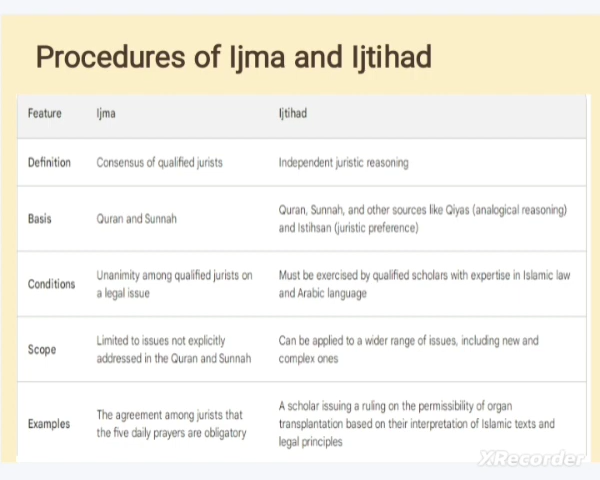 Procedures of Ijma and Ijtihad
Feature Ijma Ijtihad
Definition Consensus of qualified jurists Independent juristic reasoning
Basis Quran and Sunnah Quran, Sunnah, and other sources like Qiyas (analogical reasoning)
and Istihsan (juristic preference)
Conditions Unanimity among qualified jurists on
a legal issue
Must be exercised by qualified scholars with expertise in Islamic law
and Arabic language
Scope Limited to issues not explicitly
addressed in the Quran and Sunnah
Can be applied to a wider range of issues, including new and
complex ones
Examples The agreement among jurists that
the five daily prayers are obligatory
A scholar issuing a ruling on the permissibility of organ
transplantation based on their interpretation of Islamic texts and
legal principles
XRecorder